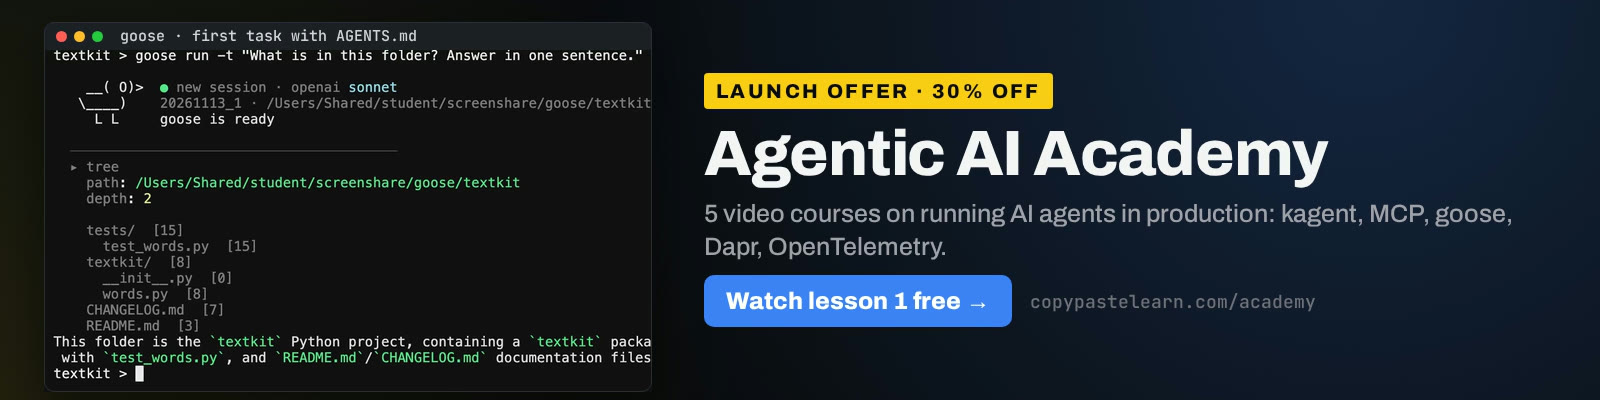 goose · first task with AGENTS.md
textkit > goose run -t "What is in this folder? Answer in one sentence."
__( O)> ● new session · openai sonnet
\____) 20261113_1 · /Users/Shared/student/screenshare/goose/textkit
L L goose is ready
▸ tree
path: /Users/Shared/student/screenshare/goose/textkit
depth: 2
tests/ [15]
test_words.py [15]
textkit/ [8]
__init__.py [0]
words.py [8]
CHANGELOG.md [7]
README.md [3]
This folder is the `textkit` Python project, containing a `textkit` packa
with `test_words.py`, and `README.md`/`CHANGELOG.md` documentation files
textkit >
LAUNCH OFFER · 30% OFF
Agentic AI Academy
5 video courses on running AI agents in production: kagent, MCP, goose,
Dapr, OpenTelemetry.
Watch lesson 1 free →
copypastelearn.com/academy